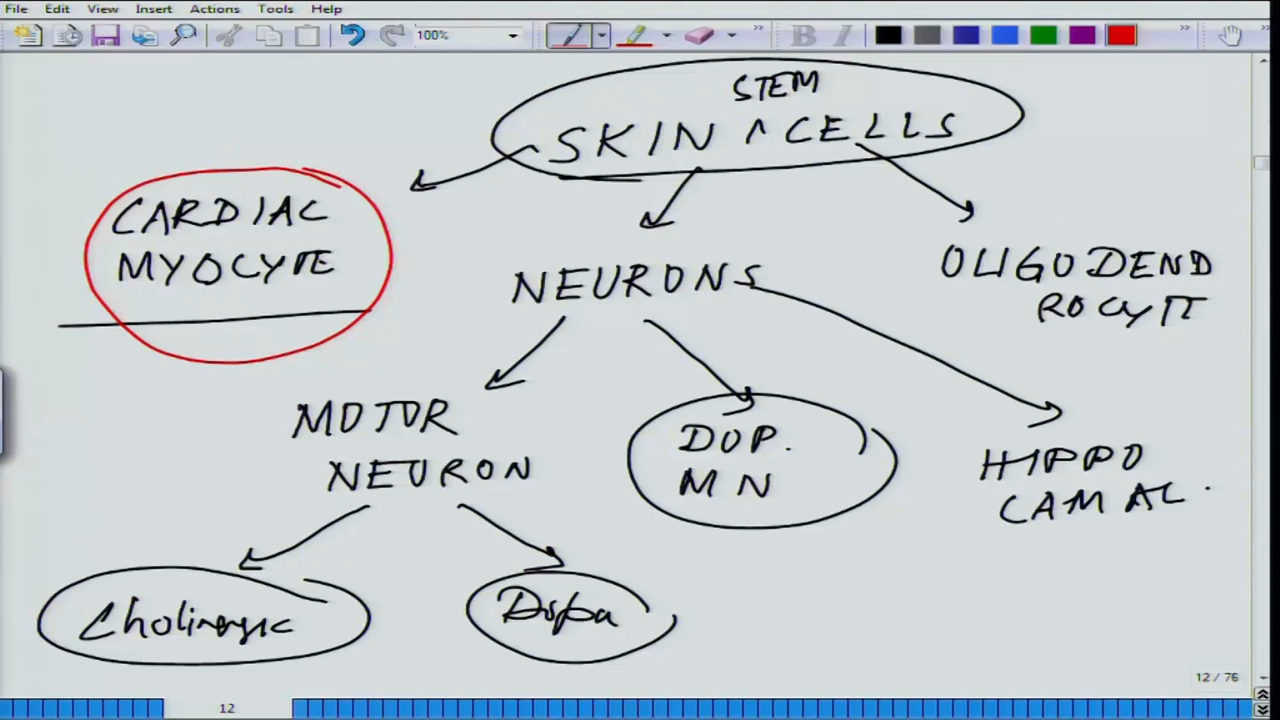 File Edit View Insert Actions Tools Help
100%
STEM
SKIN ^ CELLS
CARDIAC
MYOCYTE
NEURONS
OLIGODEND
ROCYTE
MOTOR
NEURON
DOP.
MN
HIPPO
CAMAL.
Cholinergic
Dopa
12 / 76
12